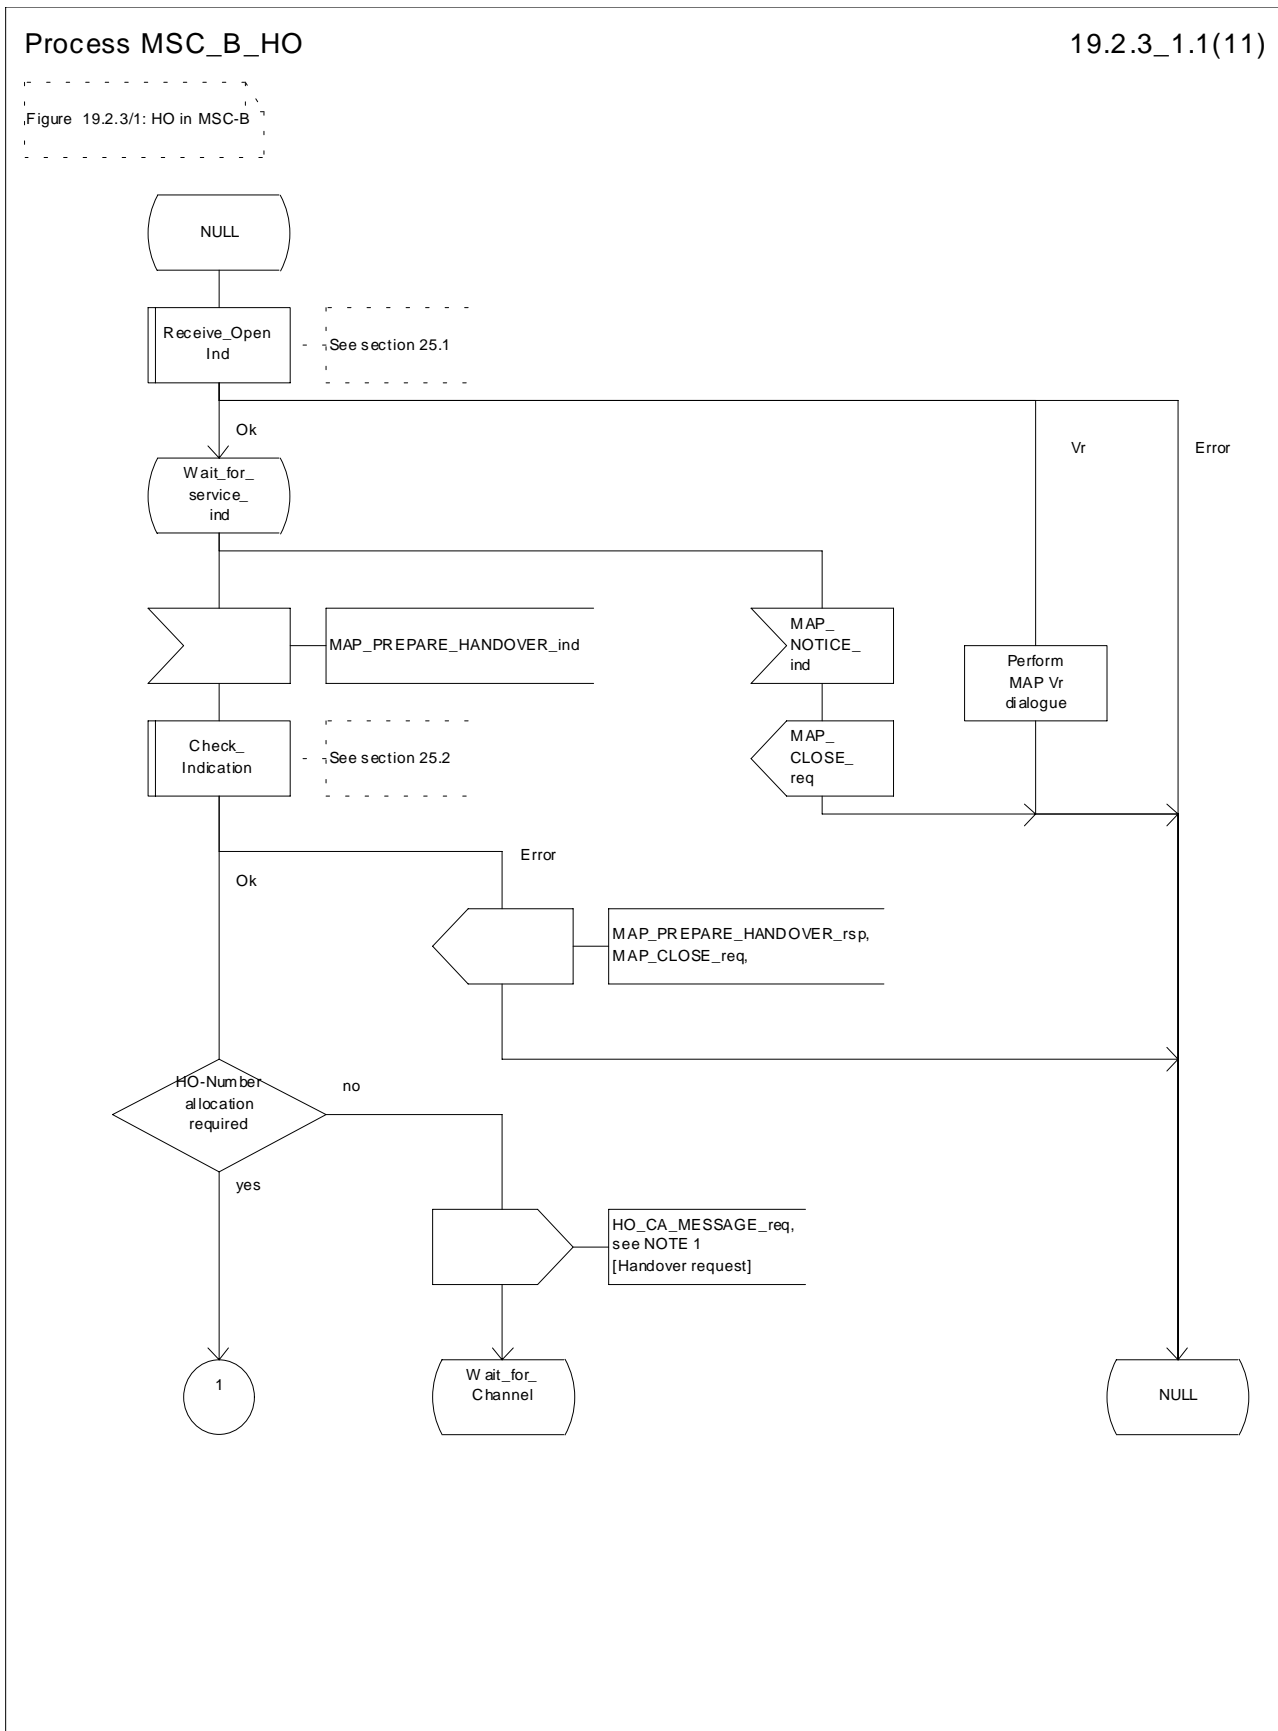 Process MSC_B_HO
19.2.3_1.1(11)
Figure 19.2.3/1: HO in MSC-B
NULL
Receive_Open
Ind
See section 25.1
Ok
Vr
Error
Wait_for_
service_
ind
MAP_PREPARE_HANDOVER_ind
MAP_
NOTICE_
ind
Perform
MAP Vr
dialogue
Check_
Indication
See section 25.2
MAP_
CLOSE_
req
Error
Ok
MAP_PREPARE_HANDOVER_rsp,
MAP_CLOSE_req,
HO-Number
allocation
required
no
yes
HO_CA_MESSAGE_req,
see NOTE 1
[Handover request]
1
Wait_for_
Channel
NULL